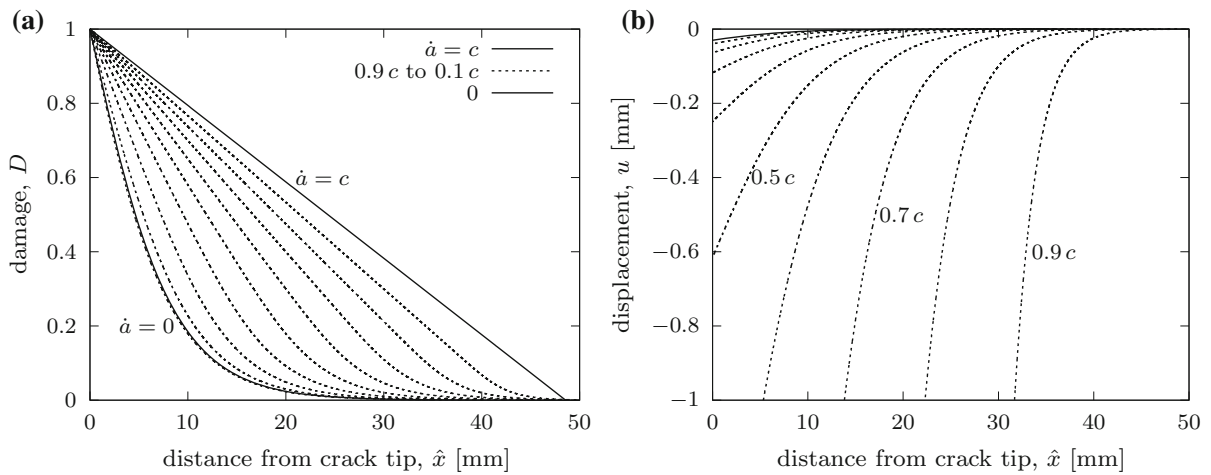 (a)
1
0.8
0.6
0.4
0.2
0
damage, D
ȧ = c
0.9 c to 0.1 c
0
ȧ = c
ȧ = 0
0 10 20 30 40 50
distance from crack tip, x̂ [mm]
(b)
0
−0.2
−0.4
−0.6
−0.8
−1
displacement, u [mm]
0.5 c
0.7 c
0.9 c
0 10 20 30 40 50
distance from crack tip, x̂ [mm]